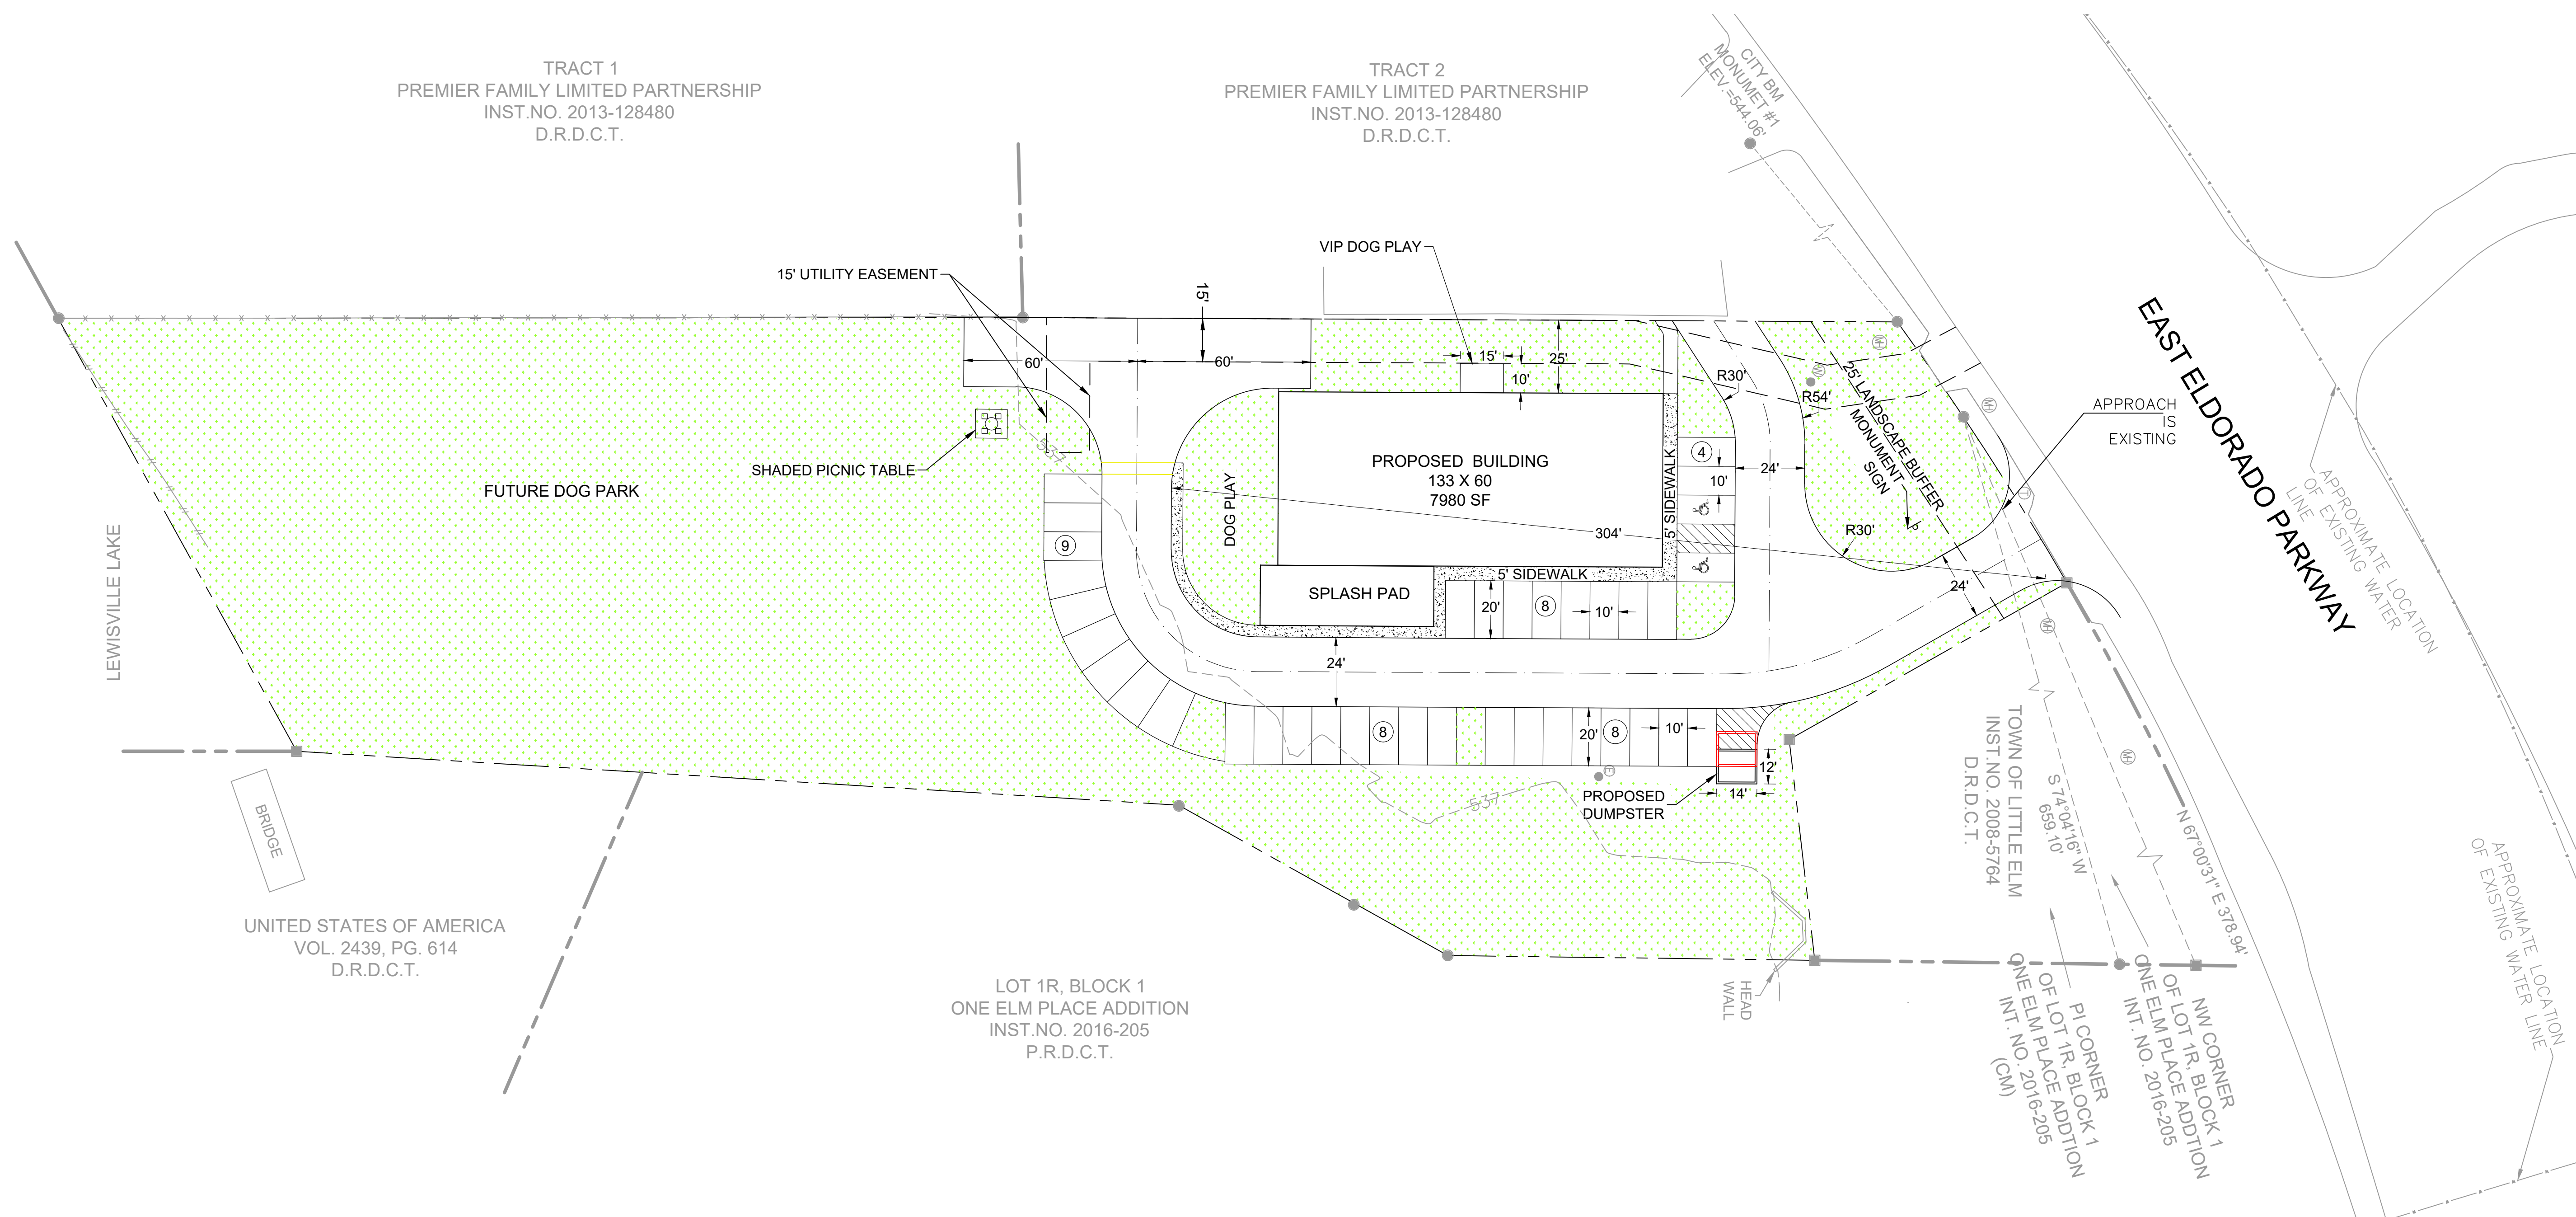 TRACT 1
PREMIER FAMILY LIMITED PARTNERSHIP
INST.NO. 2013-128480
D.R.D.C.T.
TRACT 2
PREMIER FAMILY LIMITED PARTNERSHIP
INST.NO. 2013-128480
D.R.D.C.T.
CITY BM
MONUMET #1
ELEV.=544.06'
VIP DOG PLAY
15' UTILITY EASEMENT
15'
60'
60'
15'
25'
10'
R30'
R54'
25' LANDSCAPE BUFFER
MONUMENT
SIGN
APPROACH
IS
EXISTING
EAST ELDORADO PARKWAY
APPROXIMATE LOCATION
OF EXISTING WATER
LINE
SHADED PICNIC TABLE
FUTURE DOG PARK
LEWISVILLE LAKE
537
DOG PLAY
PROPOSED  BUILDING
133 X 60
7980 SF
5' SIDEWALK
4
10'
24'
304'
R30'
9
5' SIDEWALK
SPLASH PAD
20'
8
10'
24'
24'
8
20'
8
10'
12'
14'
PROPOSED
DUMPSTER
537
E
MH
W
MH
T
MH
MH
TOWN OF LITTLE ELM
INST.NO. 2008-5764
D.R.D.C.T.
S 74°04'16" W
659.10'
N 67°00'31" E 378.94'
BRIDGE
UNITED STATES OF AMERICA
VOL. 2439, PG. 614
D.R.D.C.T.
LOT 1R, BLOCK 1
ONE ELM PLACE ADDITION
INST.NO. 2016-205
P.R.D.C.T.
HEAD
WALL
PI CORNER
OF LOT 1R, BLOCK 1
ONE ELM PLACE ADDTION
INT. NO. 2016-205
(CM)
NW CORNER
OF LOT 1R, BLOCK 1
ONE ELM PLACE ADDTION
INT. NO. 2016-205
APPROXIMATE LOCATION
OF EXISTING WATER LINE